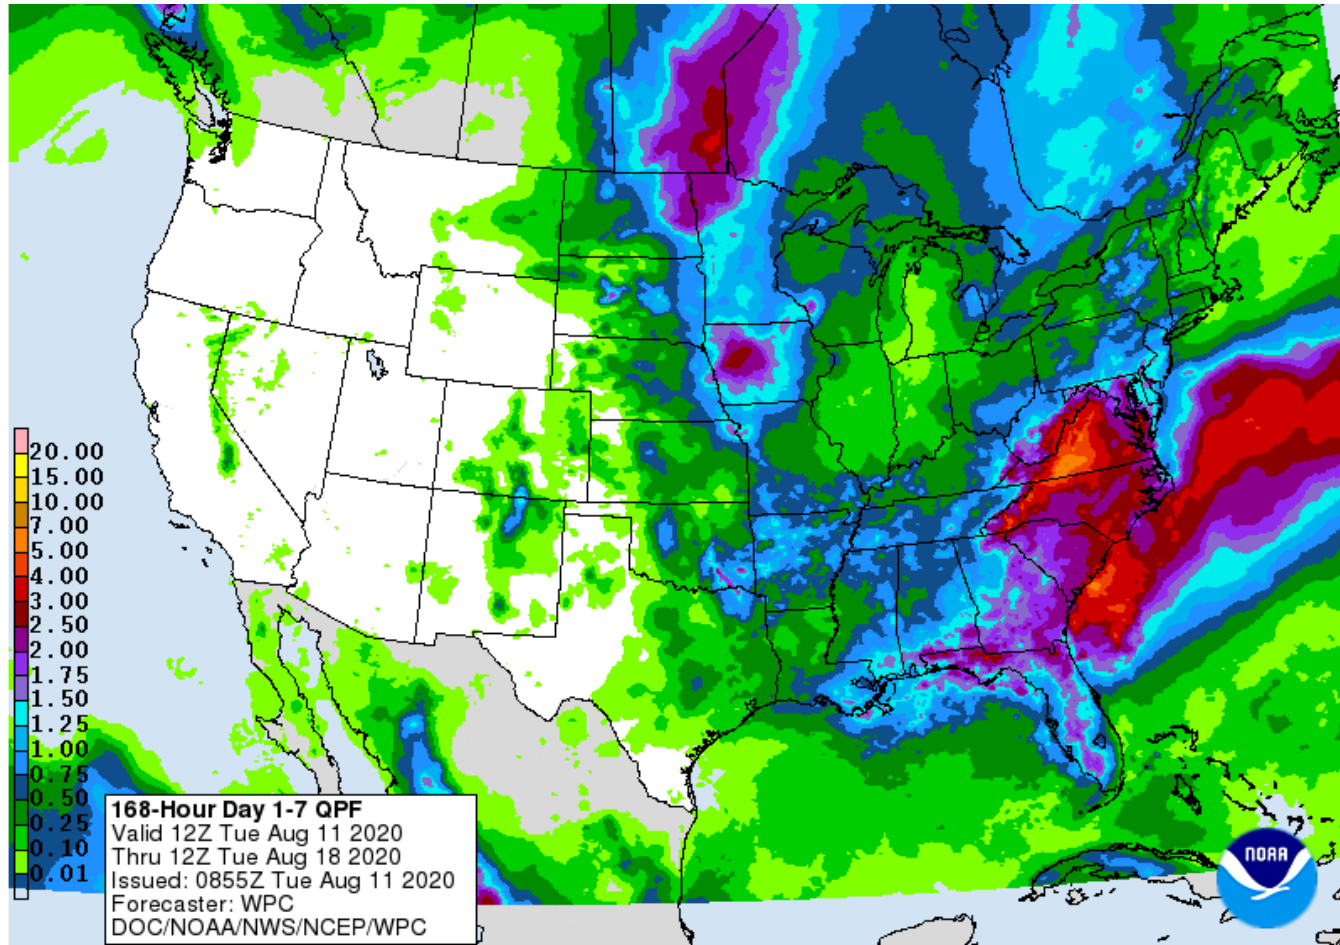 20.00
15.00
10.00
7.00
5.00
4.00
3.00
2.50
2.00
1.75
1.50
1.25
1.00
0.75
0.50
0.25
0.10
0.01
168-Hour Day 1-7 QPF
Valid 12Z Tue Aug 11 2020
Thru 12Z Tue Aug 18 2020
Issued: 0855Z Tue Aug 11 2020
Forecaster: WPC
DOC/NOAA/NWS/NCEP/WPC
NOAA